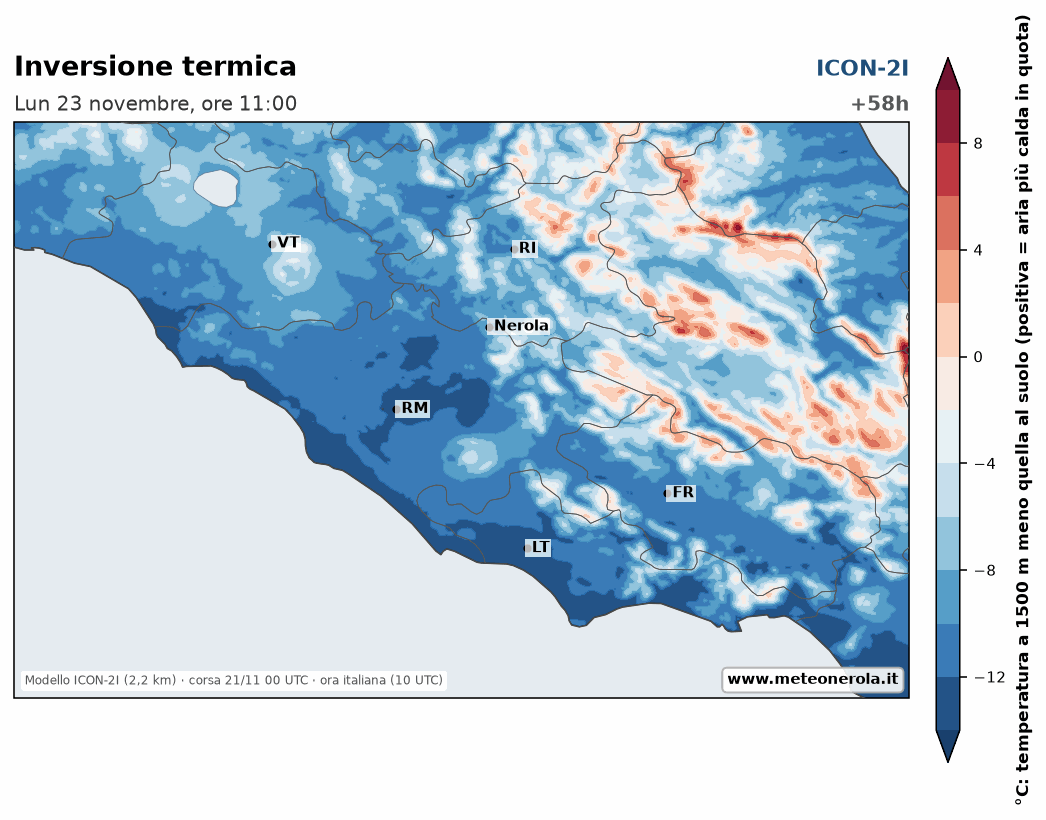 Inversione termica
ICON-2I
Lun 23 novembre, ore 11:00
+58h
VT
RI
Nerola
RM
FR
LT
Modello ICON-2I (2,2 km) · corsa 21/11 00 UTC · ora italiana (10 UTC)
www.meteonerola.it
8
4
0
−4
−8
−12
°C: temperatura a 1500 m meno quella al suolo (positiva = aria più calda in quota)